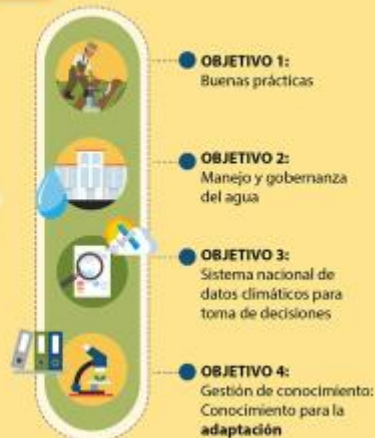 OBJETIVO 1:
Buenas prácticas
OBJETIVO 2:
Manejo y gobernanza
del agua
OBJETIVO 3:
Sistema nacional de
datos climáticos para
toma de decisiones
OBJETIVO 4:
Gestión de conocimiento:
Conocimiento para la
adaptación